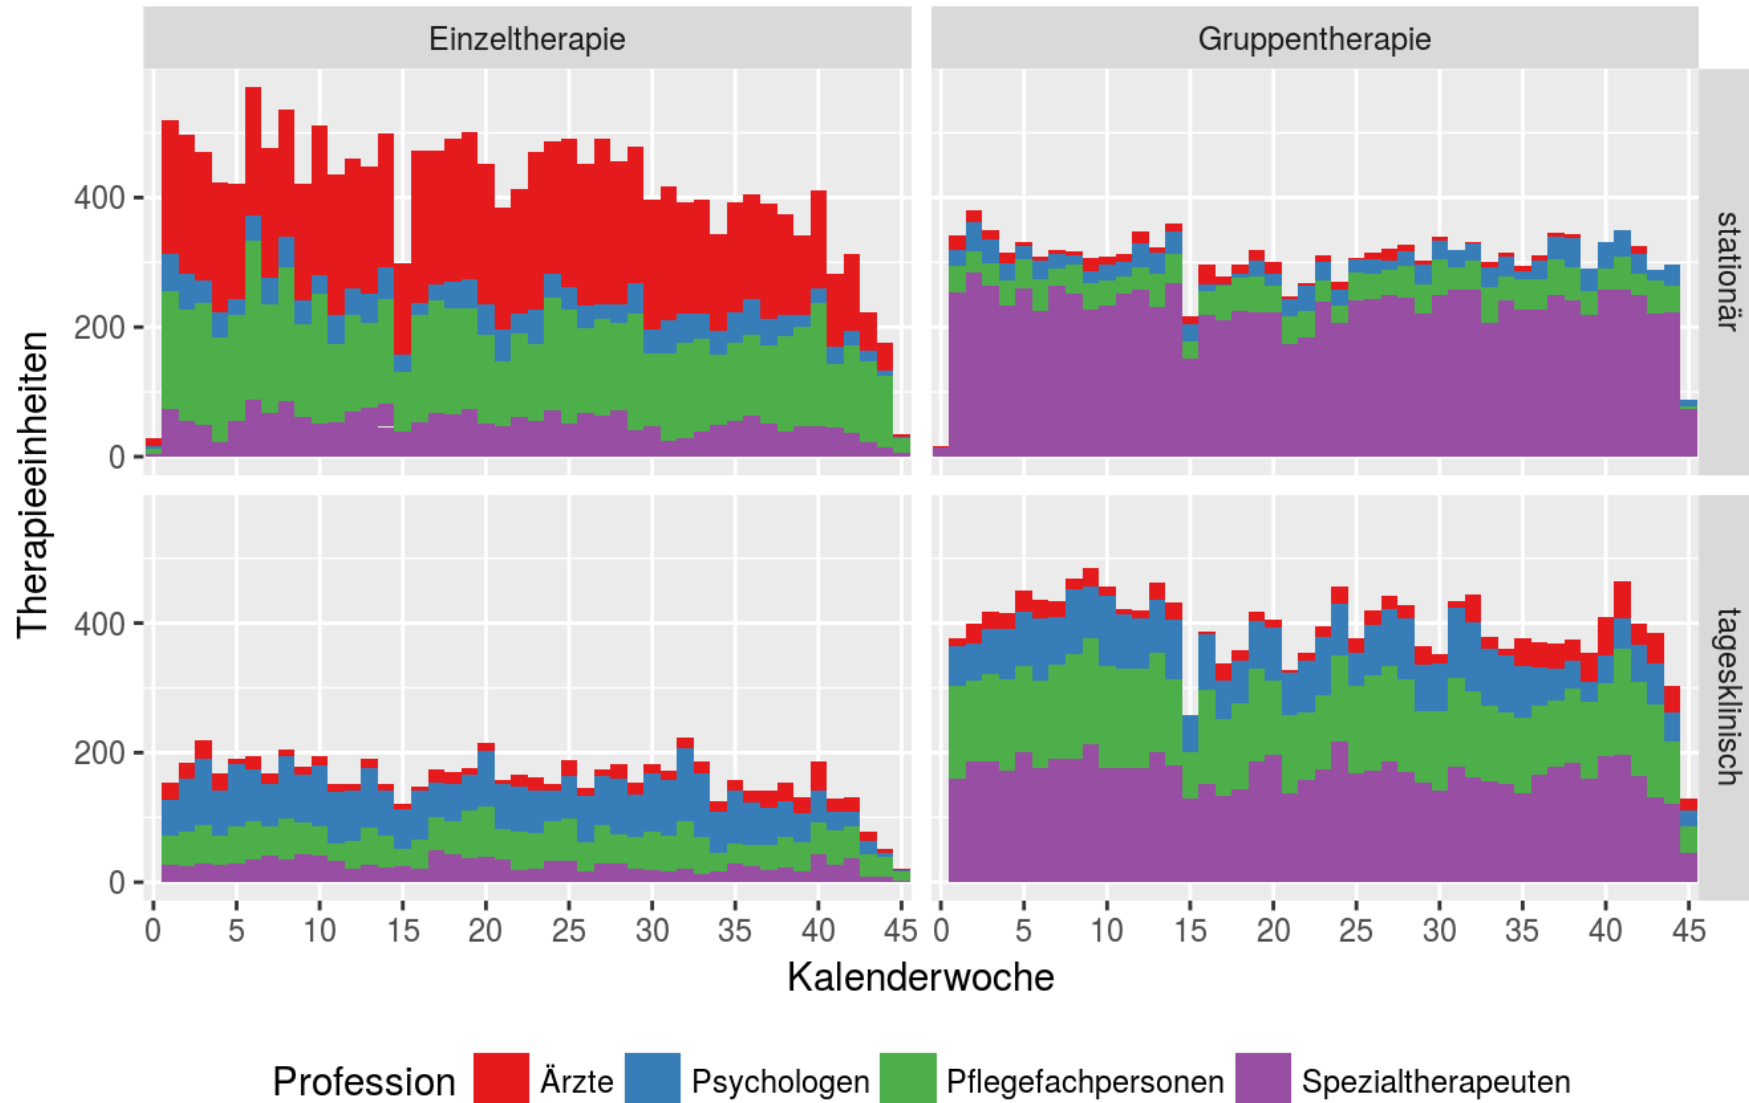 Einzeltherapie Gruppentherapie
Therapieeinheiten
400
200
0
stationär
400
200
0
tagesklinisch
0 5 10 15 20 25 30 35 40 45 0 5 10 15 20 25 30 35 40 45
Kalenderwoche
Profession Ärzte Psychologen Pflegefachpersonen Spezialtherapeuten